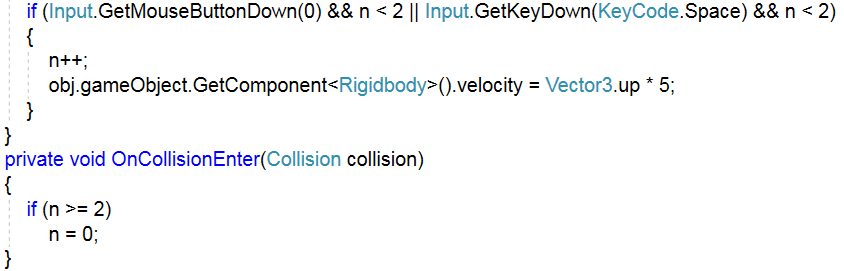 if (Input.GetMouseButtonDown(0) && n < 2 || Input.GetKeyDown(KeyCode.Space) && n < 2)
{
n++;
obj.gameObject.GetComponent<Rigidbody>().velocity = Vector3.up * 5;
}
}
private void OnCollisionEnter(Collision collision)
{
if (n >= 2)
n = 0;
}